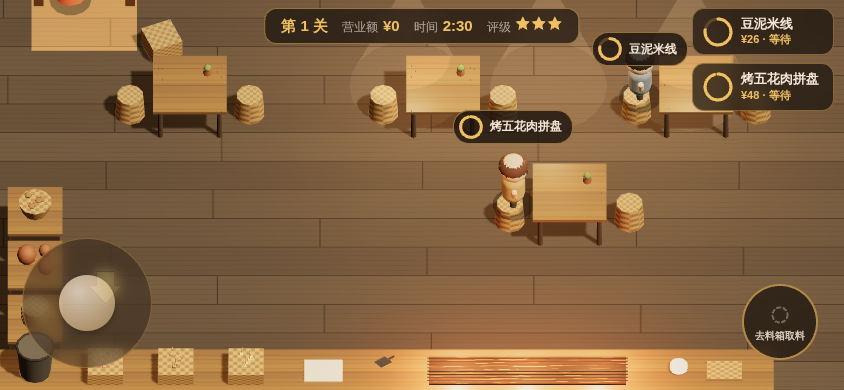 第 1 关 营业额 ¥0 时间 2:30 评级
豆泥米线
¥26 · 等待
豆泥米线
烤五花肉拼盘
¥48 · 等待
烤五花肉拼盘
去料箱取料